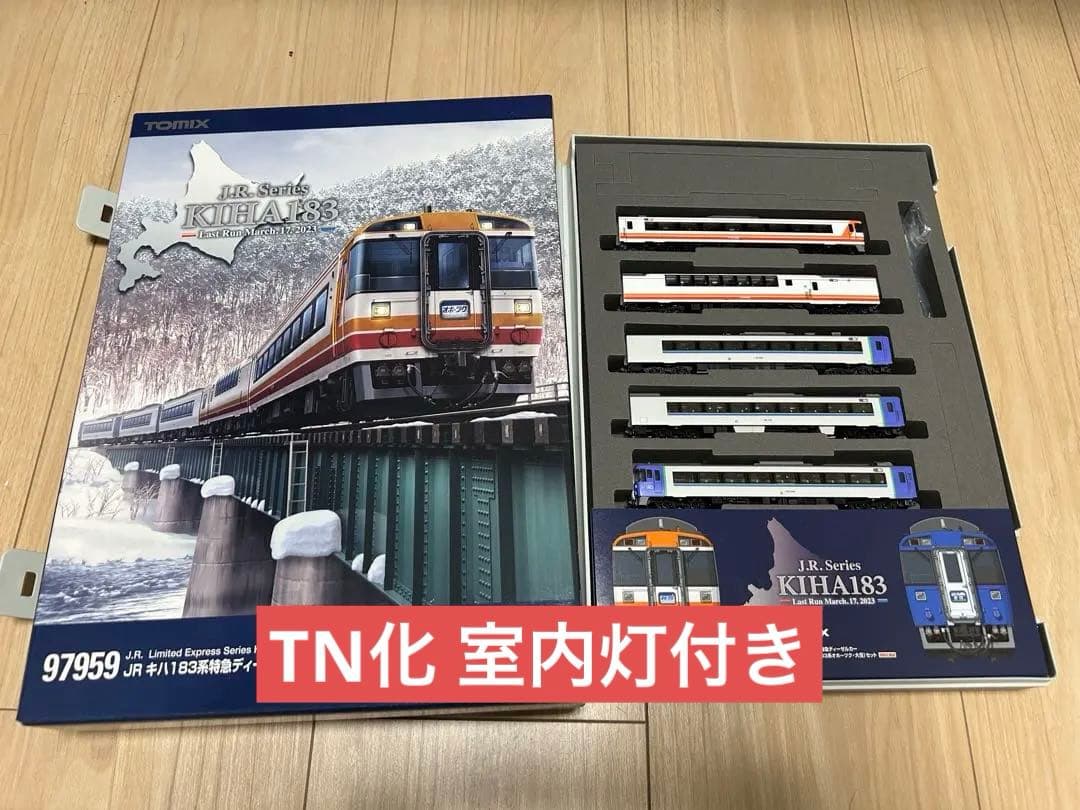 TOMIX
J.R. Series
KIHA183
Last Run March. 17. 2023
オホーツク
97959
J.R. Limited Express Series
JR キハ183系特急ディー
J.R. Series
KIHA183
Last Run March. 17. 2023
TN化 室内灯付き